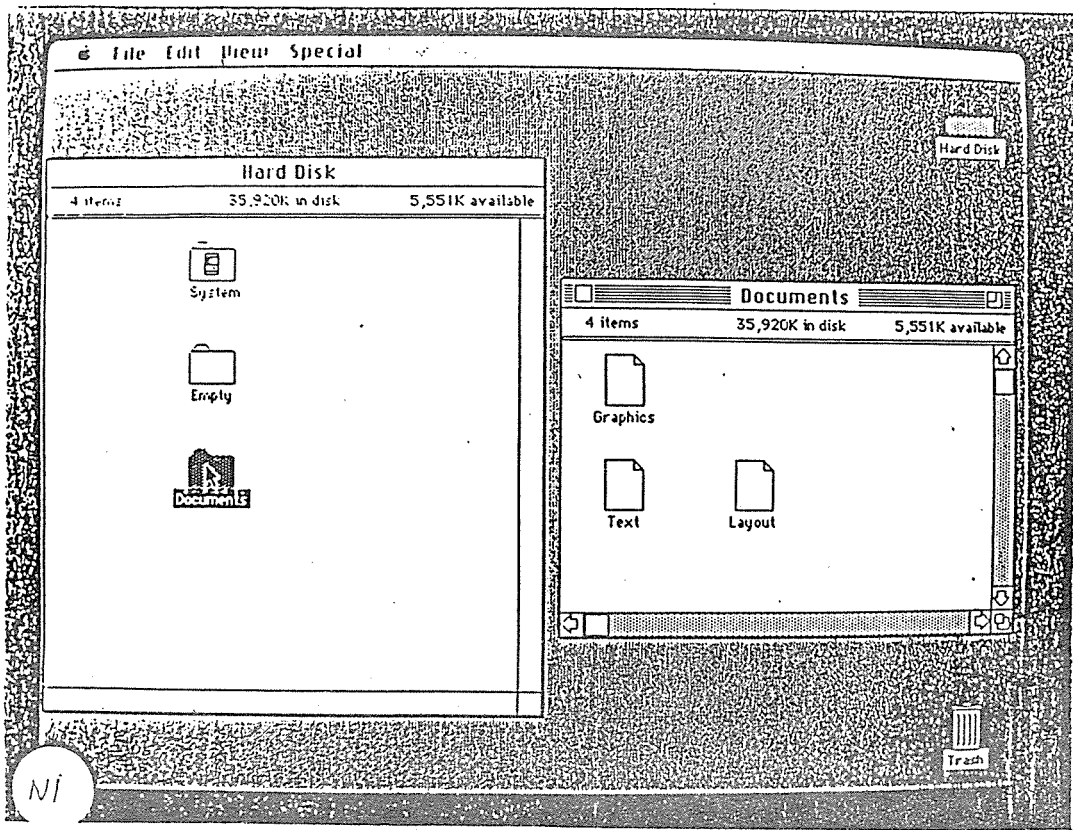 File Edit View Special
Hard Disk
Hard Disk
4 items 35,920K in disk 5,551K available
System
Empty
Documents
Documents
4 items 35,920K in disk 5,551K available
Graphics
Text Layout
Trash
N1